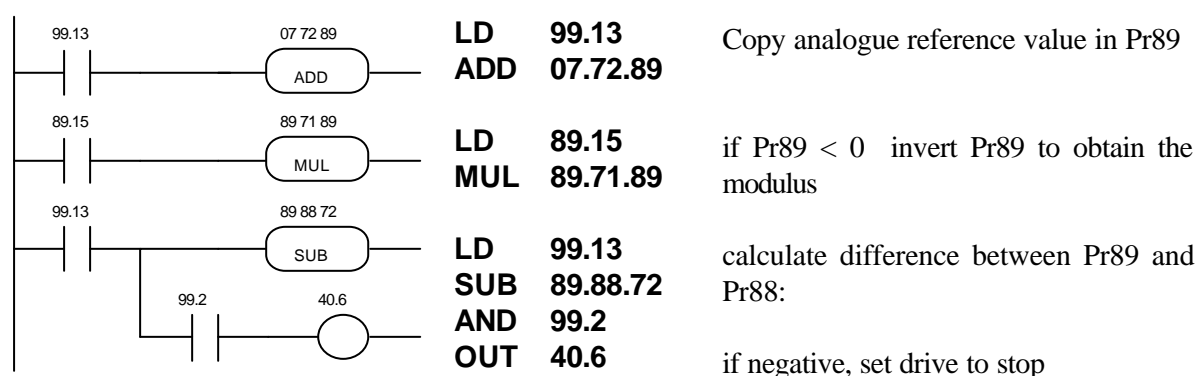 99.13 07 72 89
ADD
LD 99.13 Copy analogue reference value in Pr89
ADD 07.72.89
89.15 89 71 89
MUL
LD 89.15 if Pr89 < 0 invert Pr89 to obtain the
MUL 89.71.89 modulus
99.13 89 88 72
SUB
LD 99.13 calculate difference between Pr89 and
SUB 89.88.72 Pr88:
99.2 40.6
AND 99.2
OUT 40.6 if negative, set drive to stop